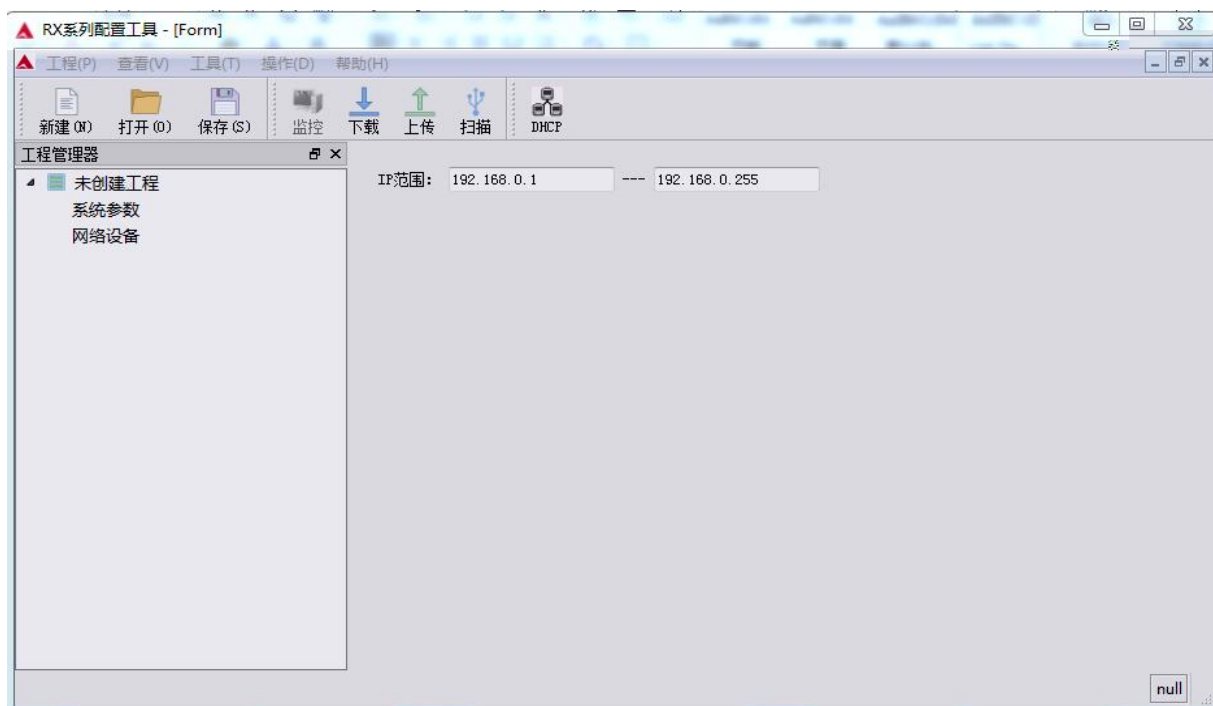 RX系列配置工具 - [Form]
工程(P) 查看(V) 工具(T) 操作(D) 帮助(H)
新建(N) 打开(O) 保存(S) 监控 下载 上传 扫描 DHCP
工程管理器
IP范围: 192.168.0.1 --- 192.168.0.255
未创建工程
系统参数
网络设备
null